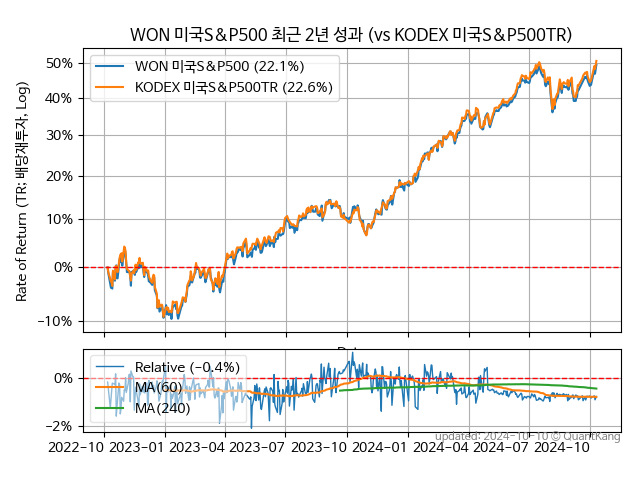 WON 미국S&P500 최근 2년 성과 (vs KODEX 미국S&P500TR)
WON 미국S&P500 (22.1%)
KODEX 미국S&P500TR (22.6%)
50%
40%
30%
20%
10%
0%
−10%
Rate of Return (TR: 배당재투자, Log)
Relative (−0.4%)
MA(60)
MA(240)
0%
−2%
updated: 2024-10-10 © QuantKang
2022-10 2023-01 2023-04 2023-07 2023-10 2024-01 2024-04 2024-07 2024-10